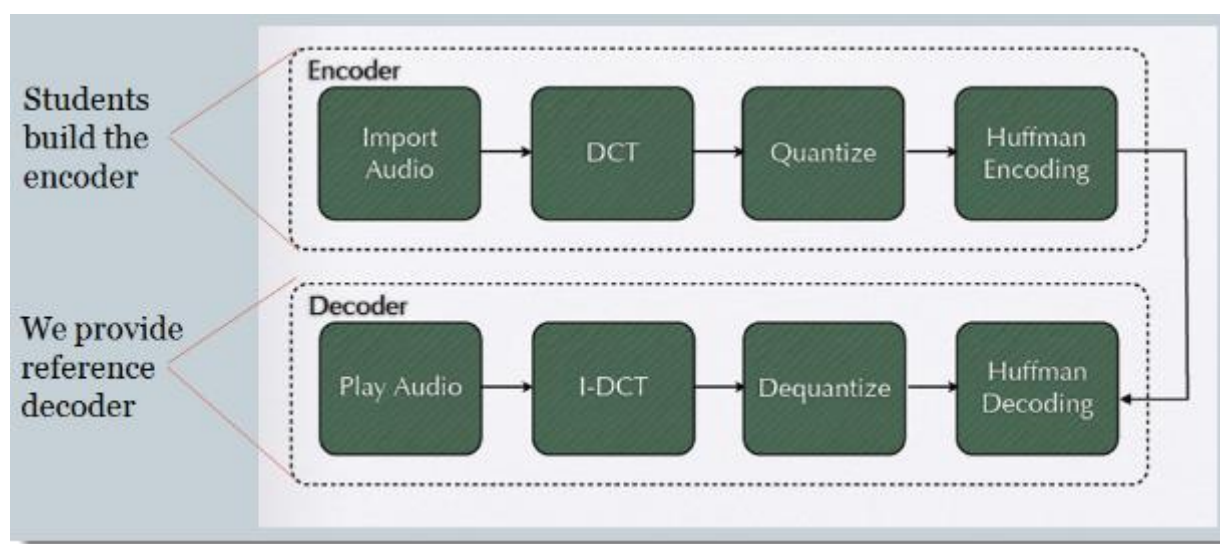 Students
build the
encoder
Encoder
Import
Audio
DCT
Quantize
Huffman
Encoding
We provide
reference
decoder
Decoder
Play Audio
I-DCT
Dequantize
Huffman
Decoding